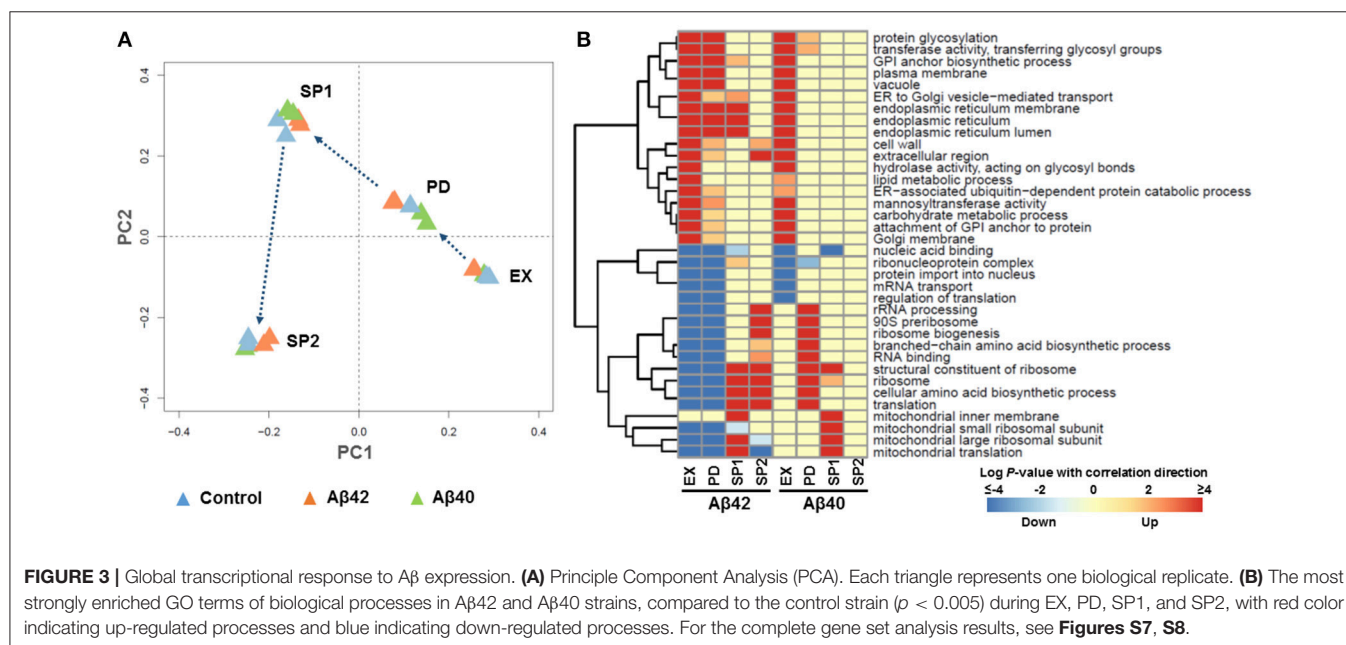 A
0.4
0.2
0.0
−0.2
−0.4
PC2
SP1
PD
EX
SP2
−0.4
−0.2
0.0
0.2
0.4
PC1
Control
Aβ42
Aβ40
B
protein glycosylation
transferase activity, transferring glycosyl groups
GPI anchor biosynthetic process
plasma membrane
vacuole
ER to Golgi vesicle−mediated transport
endoplasmic reticulum membrane
endoplasmic reticulum
endoplasmic reticulum lumen
cell wall
extracellular region
hydrolase activity, acting on glycosyl bonds
lipid metabolic process
ER−associated ubiquitin−dependent protein catabolic process
mannosyltransferase activity
carbohydrate metabolic process
attachment of GPI anchor to protein
Golgi membrane
nucleic acid binding
ribonucleoprotein complex
protein import into nucleus
mRNA transport
regulation of translation
rRNA processing
90S preribosome
ribosome biogenesis
branched−chain amino acid biosynthetic process
RNA binding
structural constituent of ribosome
ribosome
cellular amino acid biosynthetic process
translation
mitochondrial inner membrane
mitochondrial small ribosomal subunit
mitochondrial large ribosomal subunit
mitochondrial translation
EX PD SP1 SP2 EX PD SP1 SP2
Aβ42 Aβ40
Log P-value with correlation direction
≤-4 -2 0 2 ≥4
Down Up
FIGURE 3 | Global transcriptional response to Aβ expression. (A) Principle Component Analysis (PCA). Each triangle represents one biological replicate. (B) The most
strongly enriched GO terms of biological processes in Aβ42 and Aβ40 strains, compared to the control strain (p < 0.005) during EX, PD, SP1, and SP2, with red color
indicating up-regulated processes and blue indicating down-regulated processes. For the complete gene set analysis results, see Figures S7, S8.